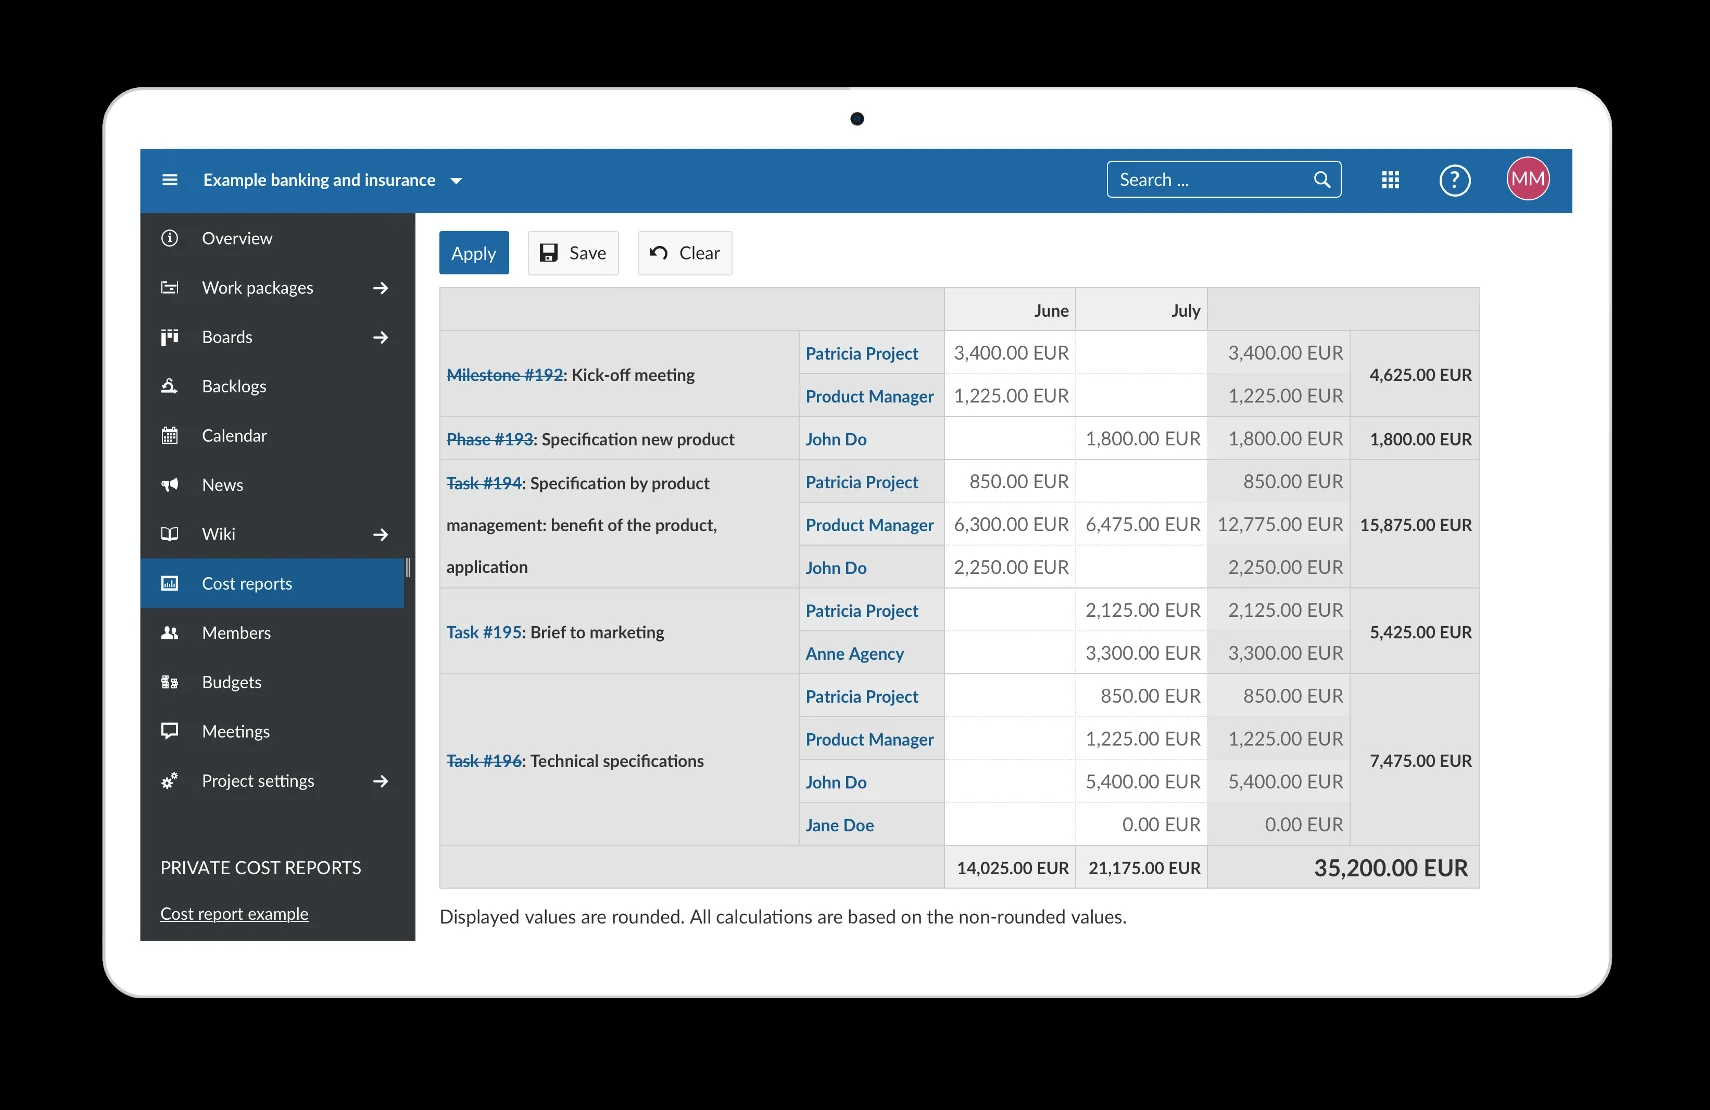 Example banking and insurance
Search ...
?
MM
Overview
Work packages
Boards
Backlogs
Calendar
News
Wiki
Cost reports
Members
Budgets
Meetings
Project settings
PRIVATE COST REPORTS
Cost report example
Apply
Save
Clear
June July
Milestone #192: Kick-off meeting
Patricia Project 3,400.00 EUR 3,400.00 EUR
4,625.00 EUR
Product Manager 1,225.00 EUR 1,225.00 EUR
Phase #193: Specification new product John Do 1,800.00 EUR 1,800.00 EUR 1,800.00 EUR
Task #194: Specification by product
management: benefit of the product,
application
Patricia Project 850.00 EUR 850.00 EUR
Product Manager 6,300.00 EUR 6,475.00 EUR 12,775.00 EUR 15,875.00 EUR
John Do 2,250.00 EUR 2,250.00 EUR
Task #195: Brief to marketing
Patricia Project 2,125.00 EUR 2,125.00 EUR
5,425.00 EUR
Anne Agency 3,300.00 EUR 3,300.00 EUR
Task #196: Technical specifications
Patricia Project 850.00 EUR 850.00 EUR
Product Manager 1,225.00 EUR 1,225.00 EUR
7,475.00 EUR
John Do 5,400.00 EUR 5,400.00 EUR
Jane Doe 0.00 EUR 0.00 EUR
14,025.00 EUR 21,175.00 EUR 35,200.00 EUR
Displayed values are rounded. All calculations are based on the non-rounded values.